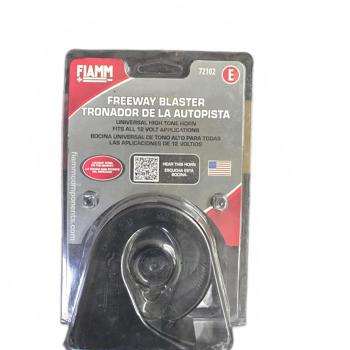 FIAMM
72102
E
FREEWAY BLASTER
TRONADOR DE LA AUTOPISTA
UNIVERSAL HIGH TONE HORN
FITS ALL 12 VOLT APPLICATIONS
BOCINA UNIVERSAL DE TONO ALTO PARA TODAS
LAS APLICACIONES DE 12 VOLTIOS
HEAR THIS HORN
ESCUCHA ESTA
BOCINA
fiammcomponents.com